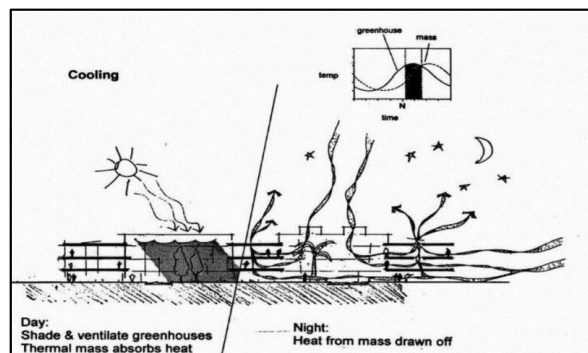 greenhouse
mass
Cooling
temp
N
time
Day:
Shade & ventilate greenhouses
Thermal mass absorbs heat
Night:
Heat from mass drawn off